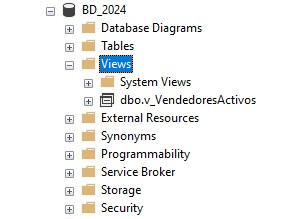 BD_2024
Database Diagrams
Tables
Views
System Views
dbo.v_VendedoresActivos
External Resources
Synonyms
Programmability
Service Broker
Storage
Security